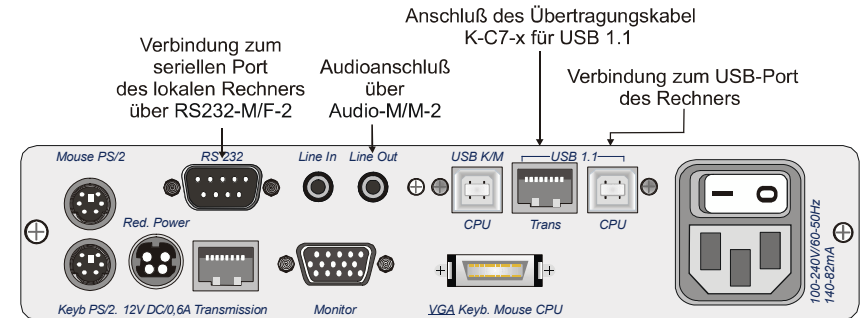 Anschluß des Übertragungskabel
K-C7-x für USB 1.1
Verbindung zum
seriellen Port
des lokalen Rechners
über RS232-M/F-2
Audioanschluß
über
Audio-M/M-2
Verbindung zum USB-Port
des Rechners
Mouse PS/2
RS232
Line In
Line Out
USB K/M
USB 1.1
CPU
Trans
CPU
Red. Power
Keyb PS/2.
12V DC/0,6A
Transmission
Monitor
VGA Keyb. Mouse CPU
100-240V/60-50Hz
140-82mA